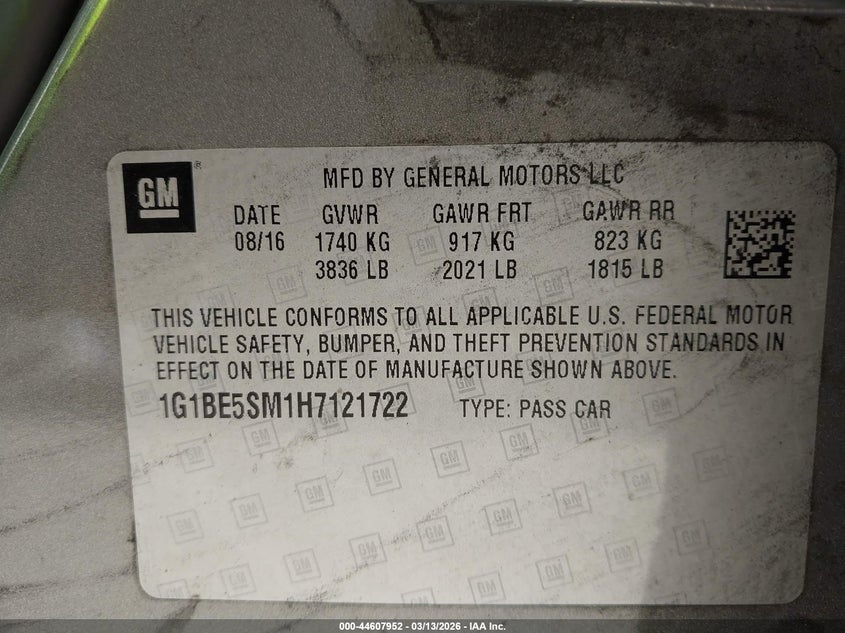 GM
MFD BY GENERAL MOTORS LLC
DATE GVWR GAWR FRT GAWR RR
08/16 1740 KG 917 KG 823 KG
3836 LB 2021 LB 1815 LB
THIS VEHICLE CONFORMS TO ALL APPLICABLE U.S. FEDERAL MOTOR
VEHICLE SAFETY, BUMPER, AND THEFT PREVENTION STANDARDS IN
EFFECT ON THE DATE OF MANUFACTURE SHOWN ABOVE.
1G1BE5SM1H7121722 TYPE: PASS CAR
000-44607952 — 03/13/2026 — IAA Inc.